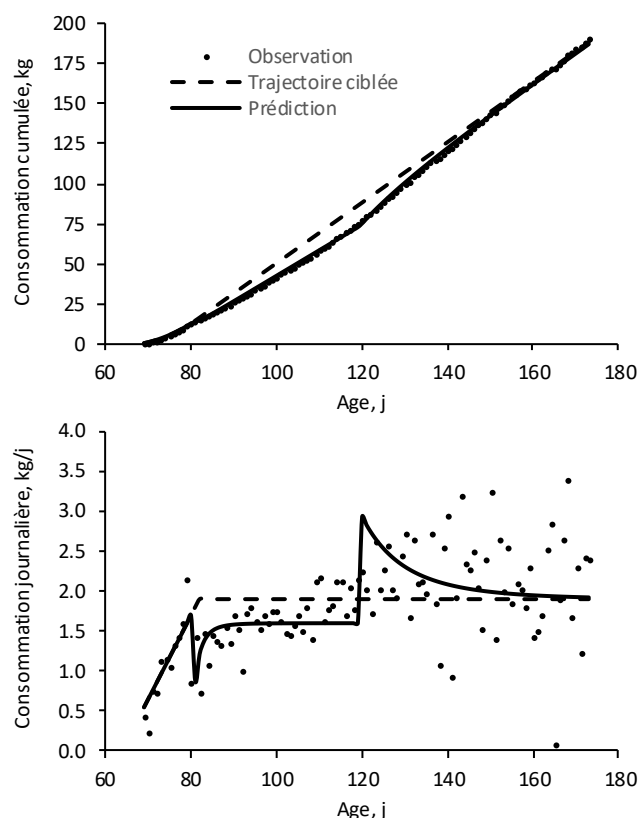 Consommation cumulée, kg
200
175
150
125
100
75
50
25
0
Observation
Trajectoire ciblée
Prédiction
60 80 100 120 140 160 180
Age, j
Consommation journalière, kg/j
4.0
3.5
3.0
2.5
2.0
1.5
1.0
0.5
0.0
60 80 100 120 140 160 180
Age, j